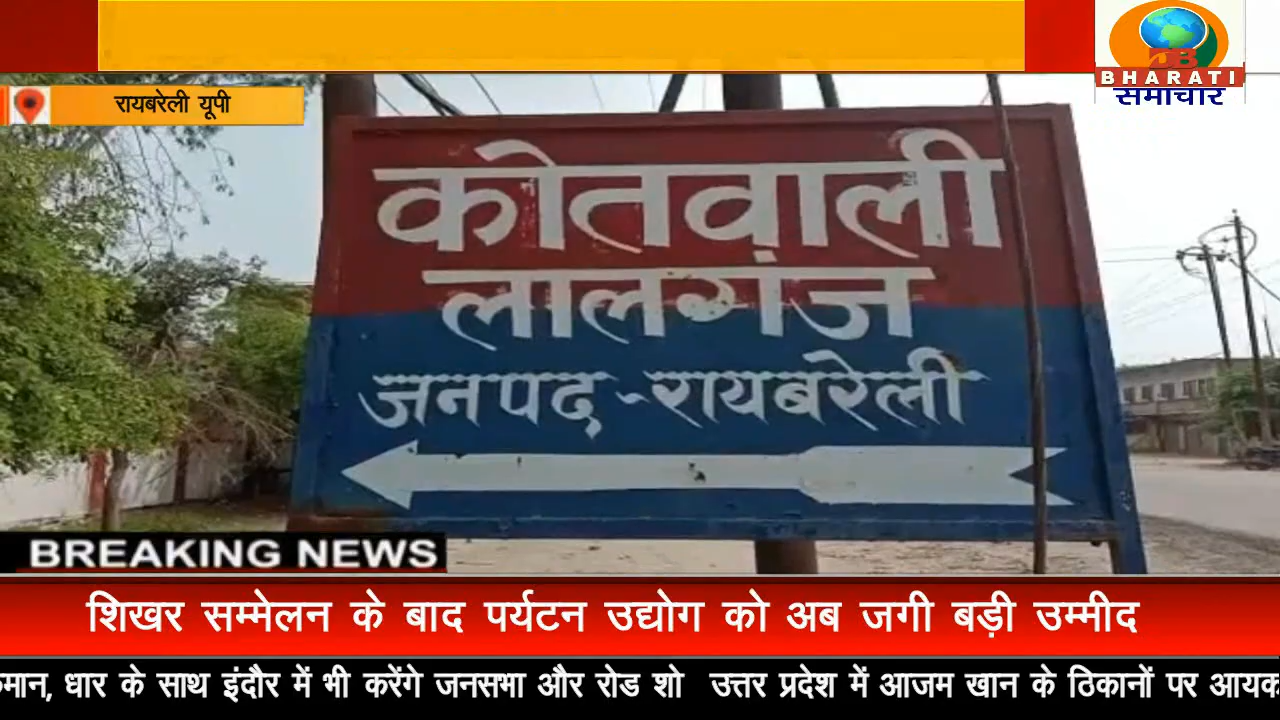 BHARATI
समाचार
रायबरेली यूपी
कोतवाली
लालगंज
जनपद-रायबरेली
BREAKING NEWS
शिखर सम्मेलन के बाद पर्यटन उद्योग को अब जगी बड़ी उम्मीद
धार के साथ इंदौर में भी करेंगे जनसभा और रोड शो उत्तर प्रदेश में आजम खान के ठिकानों पर